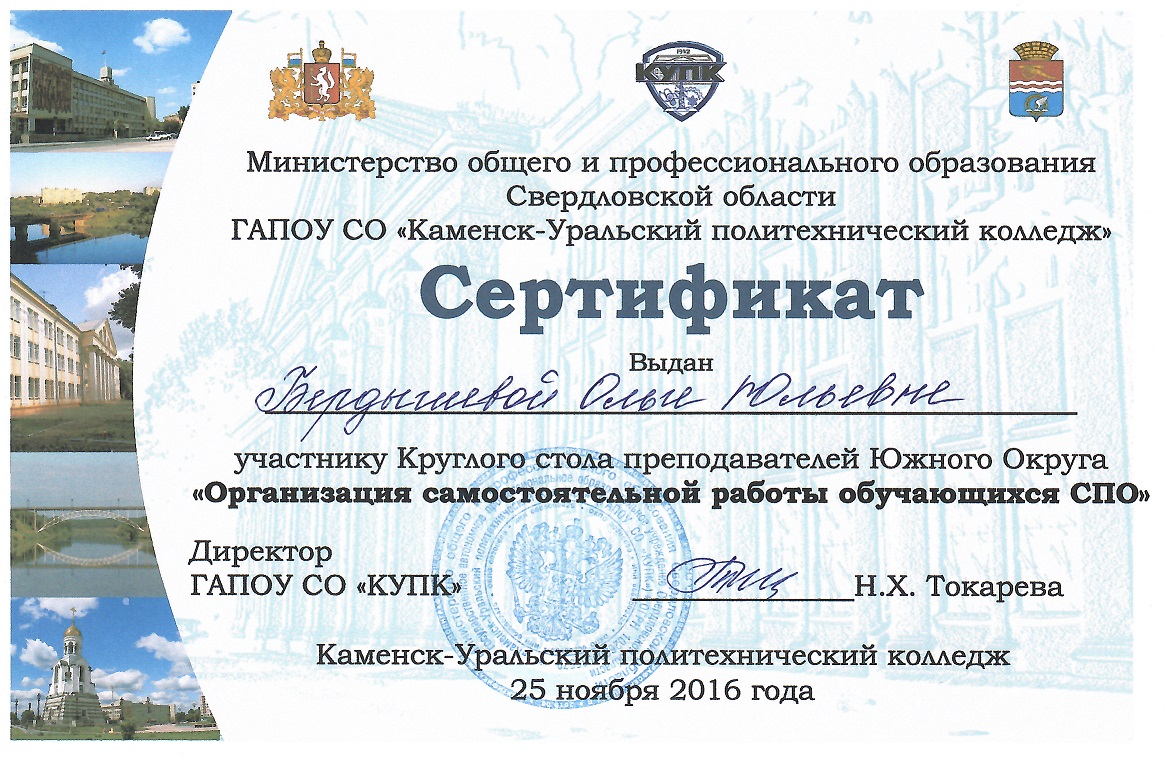 1942
КУПК
Министерство общего и профессионального образования
Свердловской области
ГАПОУ СО «Каменск-Уральский политехнический колледж»
Сертификат
Выдан
Бердышевой Ольге Юльевне
участнику Круглого стола преподавателей Южного Округа
«Организация самостоятельной работы обучающихся СПО»
Директор
ГАПОУ СО «КУПК» Н.Х. Токарева
Каменск-Уральский политехнический колледж
25 ноября 2016 года